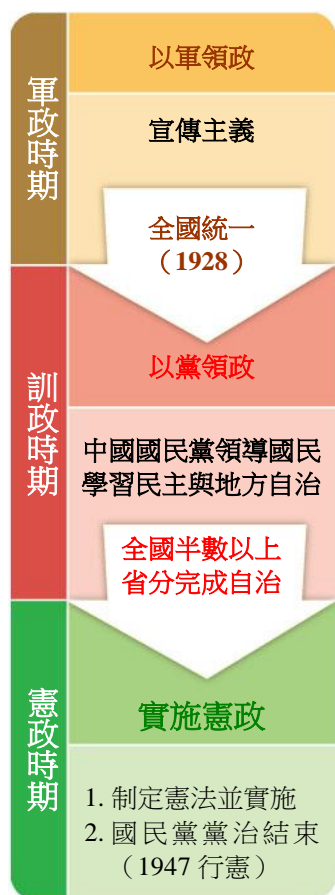 軍政時期
以軍領政
宣傳主義
全國統一
（1928）
訓政時期
以黨領政
中國國民黨領導國民
學習民主與地方自治
全國半數以上
省分完成自治
憲政時期
實施憲政
1. 制定憲法並實施
2. 國民黨黨治結束
（1947 行憲）